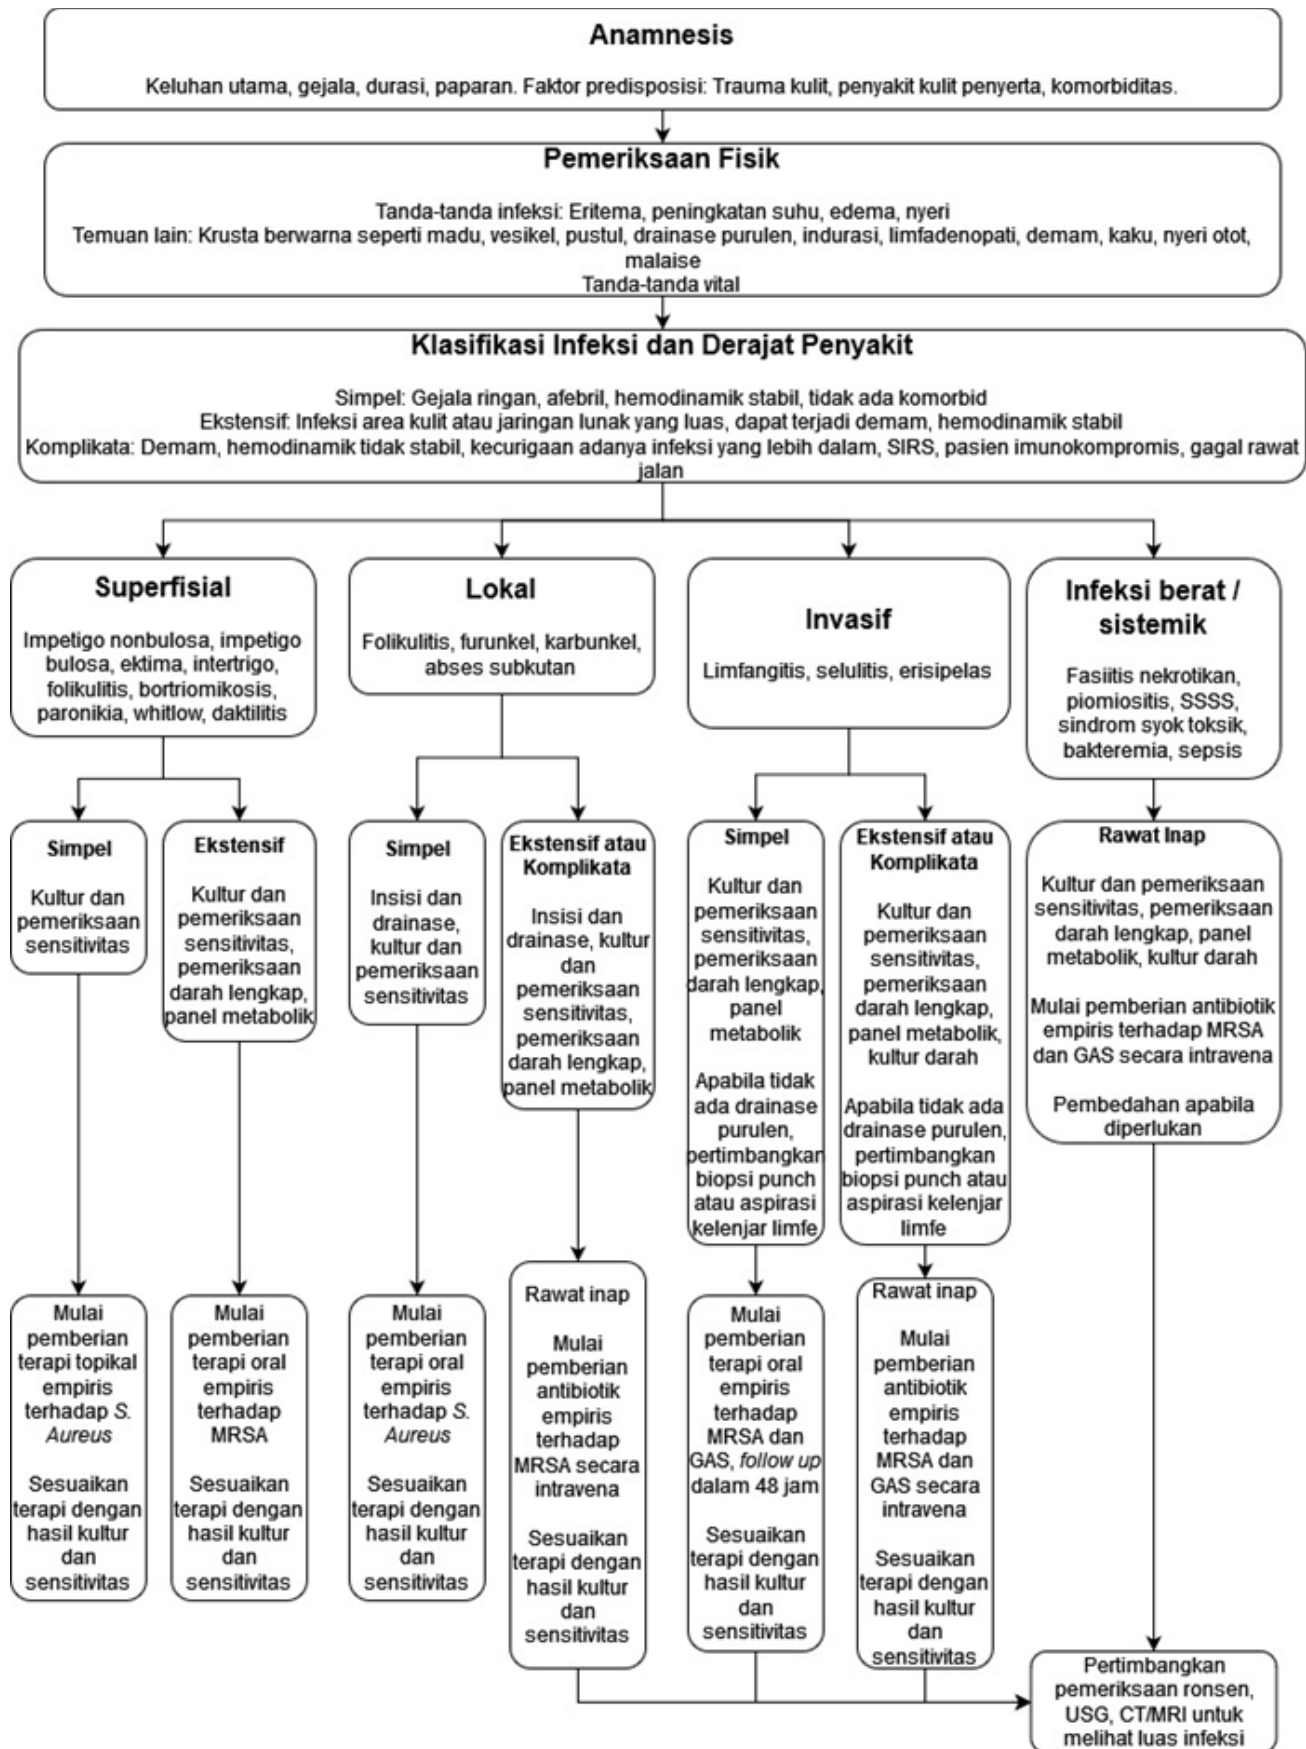 Anamnesis
Keluhan utama, gejala, durasi, paparan. Faktor predisposisi: Trauma kulit, penyakit kulit penyerta, komorbiditas.
Pemeriksaan Fisik
Tanda-tanda infeksi: Eritema, peningkatan suhu, edema, nyeri
Temuan lain: Krusta berwarna seperti madu, vesikel, pustul, drainase purulen, indurasi, limfadenopati, demam, kaku, nyeri otot,
malaise
Tanda-tanda vital
Klasifikasi Infeksi dan Derajat Penyakit
Simpel: Gejala ringan, afebril, hemodinamik stabil, tidak ada komorbid
Ekstensif: Infeksi area kulit atau jaringan lunak yang luas, dapat terjadi demam, hemodinamik stabil
Komplikata: Demam, hemodinamik tidak stabil, kecurigaan adanya infeksi yang lebih dalam, SIRS, pasien imunokompromis, gagal rawat
jalan
Superfisial
Impetigo nonbulosa, impetigo
bulosa, ektima, intertrigo,
folikulitis, bortriomikosis,
paronikia, whitlow, daktilitis
Lokal
Folikulitis, furunkel, karbunkel,
abses subkutan
Invasif
Limfangitis, selulitis, erisipelas
Infeksi berat /
sistemik
Fasiitis nekrotikan,
piomiositis, SSSS,
sindrom syok toksik,
bakteremia, sepsis
Simpel
Kultur dan
pemeriksaan
sensitivitas
Ekstensif
Kultur dan
pemeriksaan
sensitivitas,
pemeriksaan
darah lengkap,
panel metabolik
Simpel
Insisi dan
drainase,
kultur dan
pemeriksaan
sensitivitas
Ekstensif atau
Komplikata
Insisi dan
drainase, kultur
dan
pemeriksaan
sensitivitas,
pemeriksaan
darah lengkap,
panel metabolik
Simpel
Kultur dan
pemeriksaan
sensitivitas,
pemeriksaan
darah lengkap,
panel
metabolik
Apabila tidak
ada drainase
purulen,
pertimbangkan
biopsi punch
atau aspirasi
kelenjar limfe
Ekstensif atau
Komplikata
Kultur dan
pemeriksaan
sensitivitas,
pemeriksaan
darah lengkap,
panel metabolik,
kultur darah
Apabila tidak ada
drainase purulen,
pertimbangkan
biopsi punch atau
aspirasi kelenjar
limfe
Rawat Inap
Kultur dan pemeriksaan
sensitivitas, pemeriksaan
darah lengkap, panel
metabolik, kultur darah
Mulai pemberian antibiotik
empiris terhadap MRSA
dan GAS secara intravena
Pembedahan apabila
diperlukan
Mulai
pemberian
terapi topikal
empiris
terhadap S.
Aureus
Sesuaikan
terapi dengan
hasil kultur
dan
sensitivitas
Mulai
pemberian
terapi oral
empiris
terhadap
MRSA
Sesuaikan
terapi dengan
hasil kultur
dan
sensitivitas
Mulai
pemberian
terapi oral
empiris
terhadap S.
Aureus
Sesuaikan
terapi dengan
hasil kultur
dan
sensitivitas
Rawat inap
Mulai
pemberian
antibiotik
empiris
terhadap
MRSA secara
intravena
Sesuaikan
terapi dengan
hasil kultur
dan
sensitivitas
Mulai
pemberian
terapi oral
empiris
terhadap
MRSA dan
GAS, follow up
dalam 48 jam
Sesuaikan
terapi dengan
hasil kultur
dan
sensitivitas
Rawat inap
Mulai
pemberian
antibiotik
empiris
terhadap
MRSA dan
GAS secara
intravena
Sesuaikan
terapi dengan
hasil kultur
dan
sensitivitas
Pertimbangkan
pemeriksaan ronsen,
USG, CT/MRI untuk
melihat luas infeksi